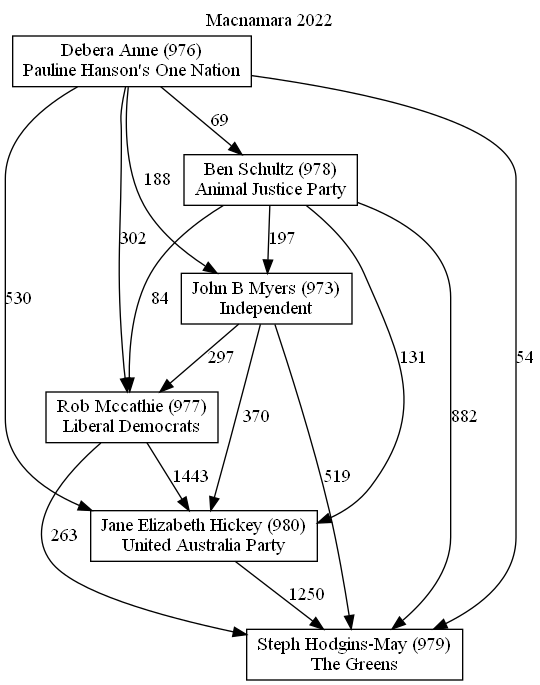 Macnamara 2022
Debera Anne (976)
Pauline Hanson's One Nation
69
Ben Schultz (978)
Animal Justice Party
188
302
84
197
530
131
54
882
John B Myers (973)
Independent
297
370
519
Rob Mccathie (977)
Liberal Democrats
1443
263
Jane Elizabeth Hickey (980)
United Australia Party
1250
Steph Hodgins-May (979)
The Greens